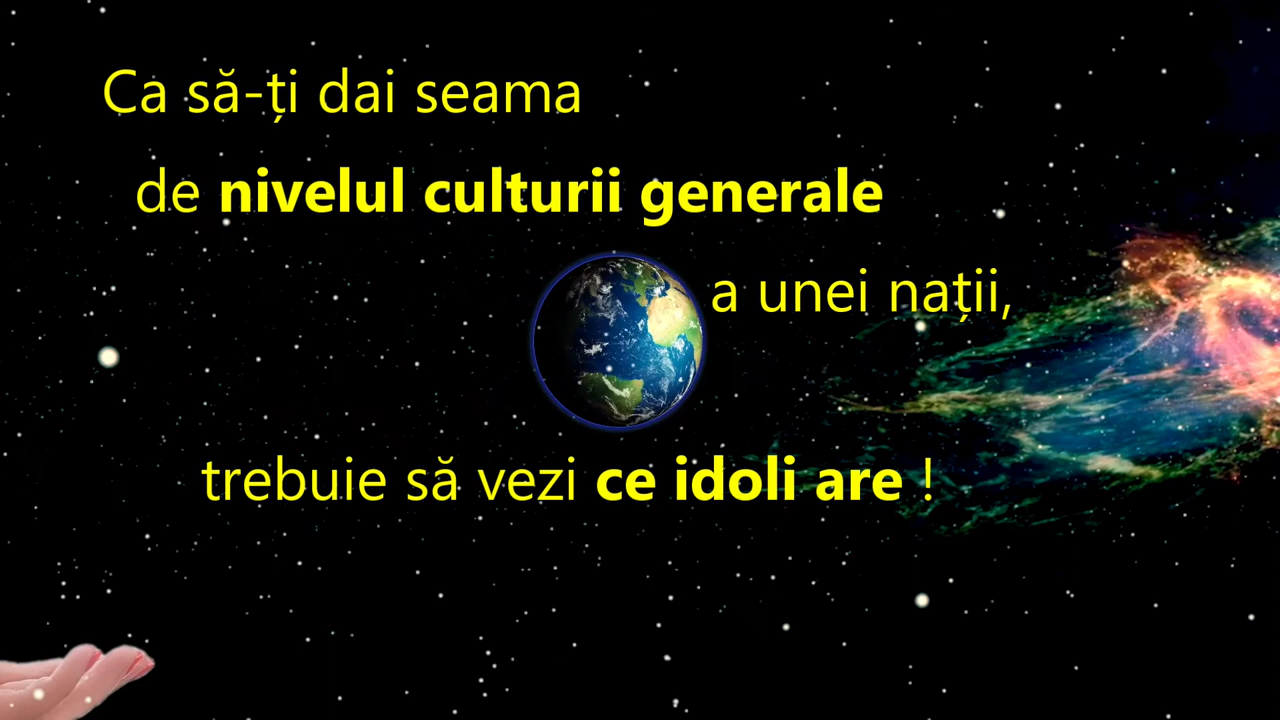 Ca să-ți dai seama
de nivelul culturii generale
a unei nații,
trebuie să vezi ce idoli are !